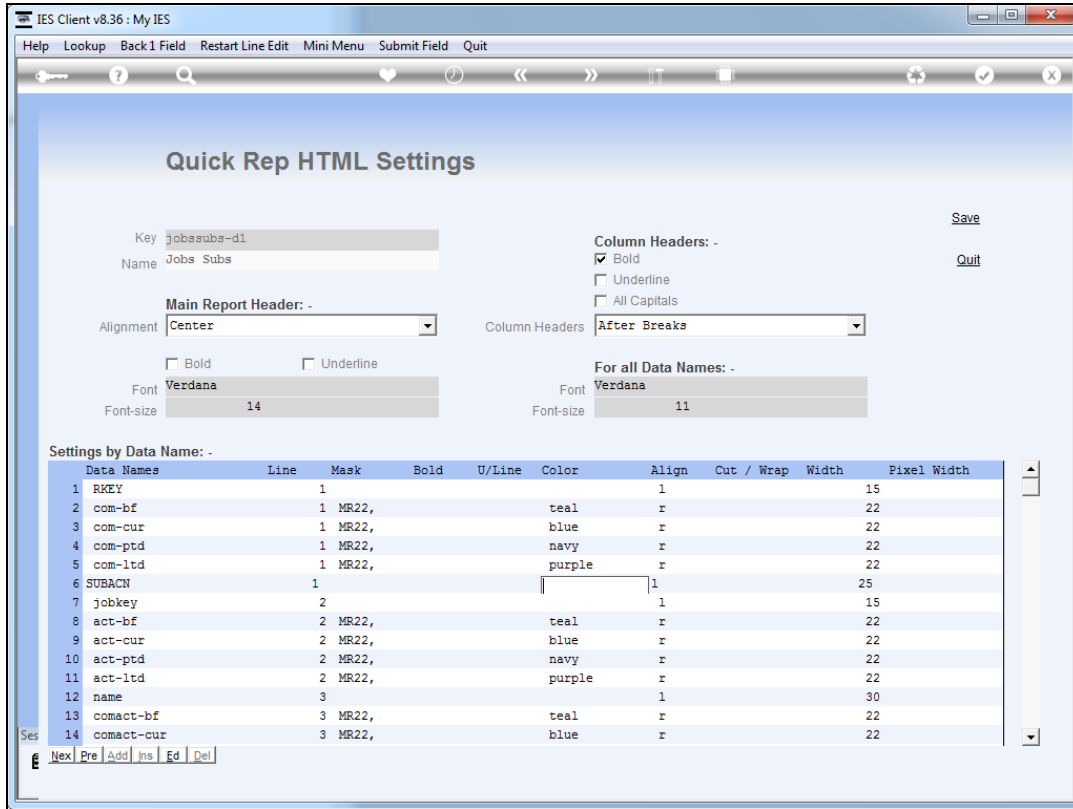 IES Client v8.36 : My IES
Help Lookup Back 1 Field Restart Line Edit Mini Menu Submit Field Quit
Quick Rep HTML Settings
Save
Key jobssubs-d1
Column Headers: -
Name Jobs Subs
Bold
Quit
Underline
Main Report Header: -
All Capitals
Alignment Center
Column Headers After Breaks
Bold Underline
For all Data Names: -
Font Verdana
Font Verdana
Font-size 14
Font-size 11
Settings by Data Name: -
Data Names Line Mask Bold U/Line Color Align Cut / Wrap Width Pixel Width
1 RKEY 1 l 15
2 com-bf 1 MR22, teal r 22
3 com-cur 1 MR22, blue r 22
4 com-ptd 1 MR22, navy r 22
5 com-ltd 1 MR22, purple r 22
6 SUBACN 1 l 25
7 jobkey 2 l 15
8 act-bf 2 MR22, teal r 22
9 act-cur 2 MR22, blue r 22
10 act-ptd 2 MR22, navy r 22
11 act-ltd 2 MR22, purple r 22
12 name 3 l 30
13 comact-bf 3 MR22, teal r 22
14 comact-cur 3 MR22, blue r 22
Ses
Nex Pre Add Ins Ed Del